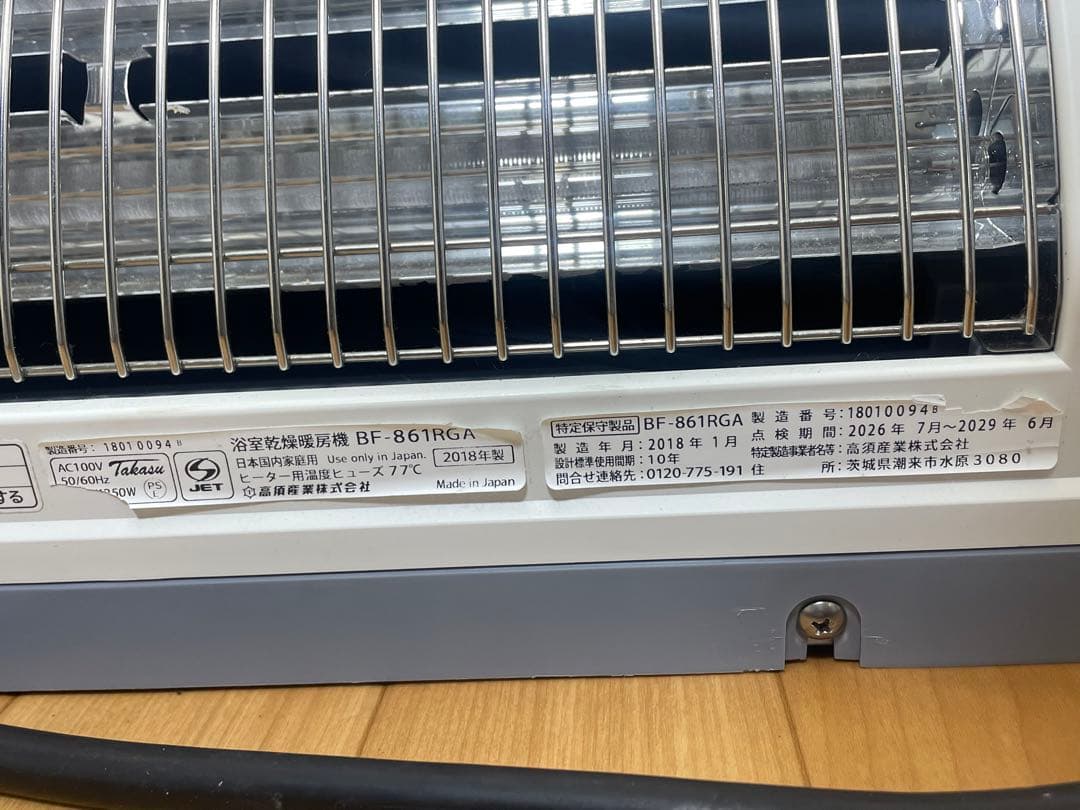 する
製造番号: 18010094 B
AC100V
50/60Hz
850W
Takasu
PS
E
JET
浴室乾燥暖房機 BF-861RGA
日本国内家庭用 Use only in Japan.
2018年製
ヒーター用温度ヒューズ 77℃
高須産業株式会社
Made in Japan
特定保守製品 BF-861RGA 製造番号:18010094 B
製造年月:2018年1月 点検期間:2026年7月～2029年6月
設計標準使用期間:10年 特定製造事業者名等:高須産業株式会社
問合せ連絡先:0120-775-191 住所:茨城県潮来市水原3080